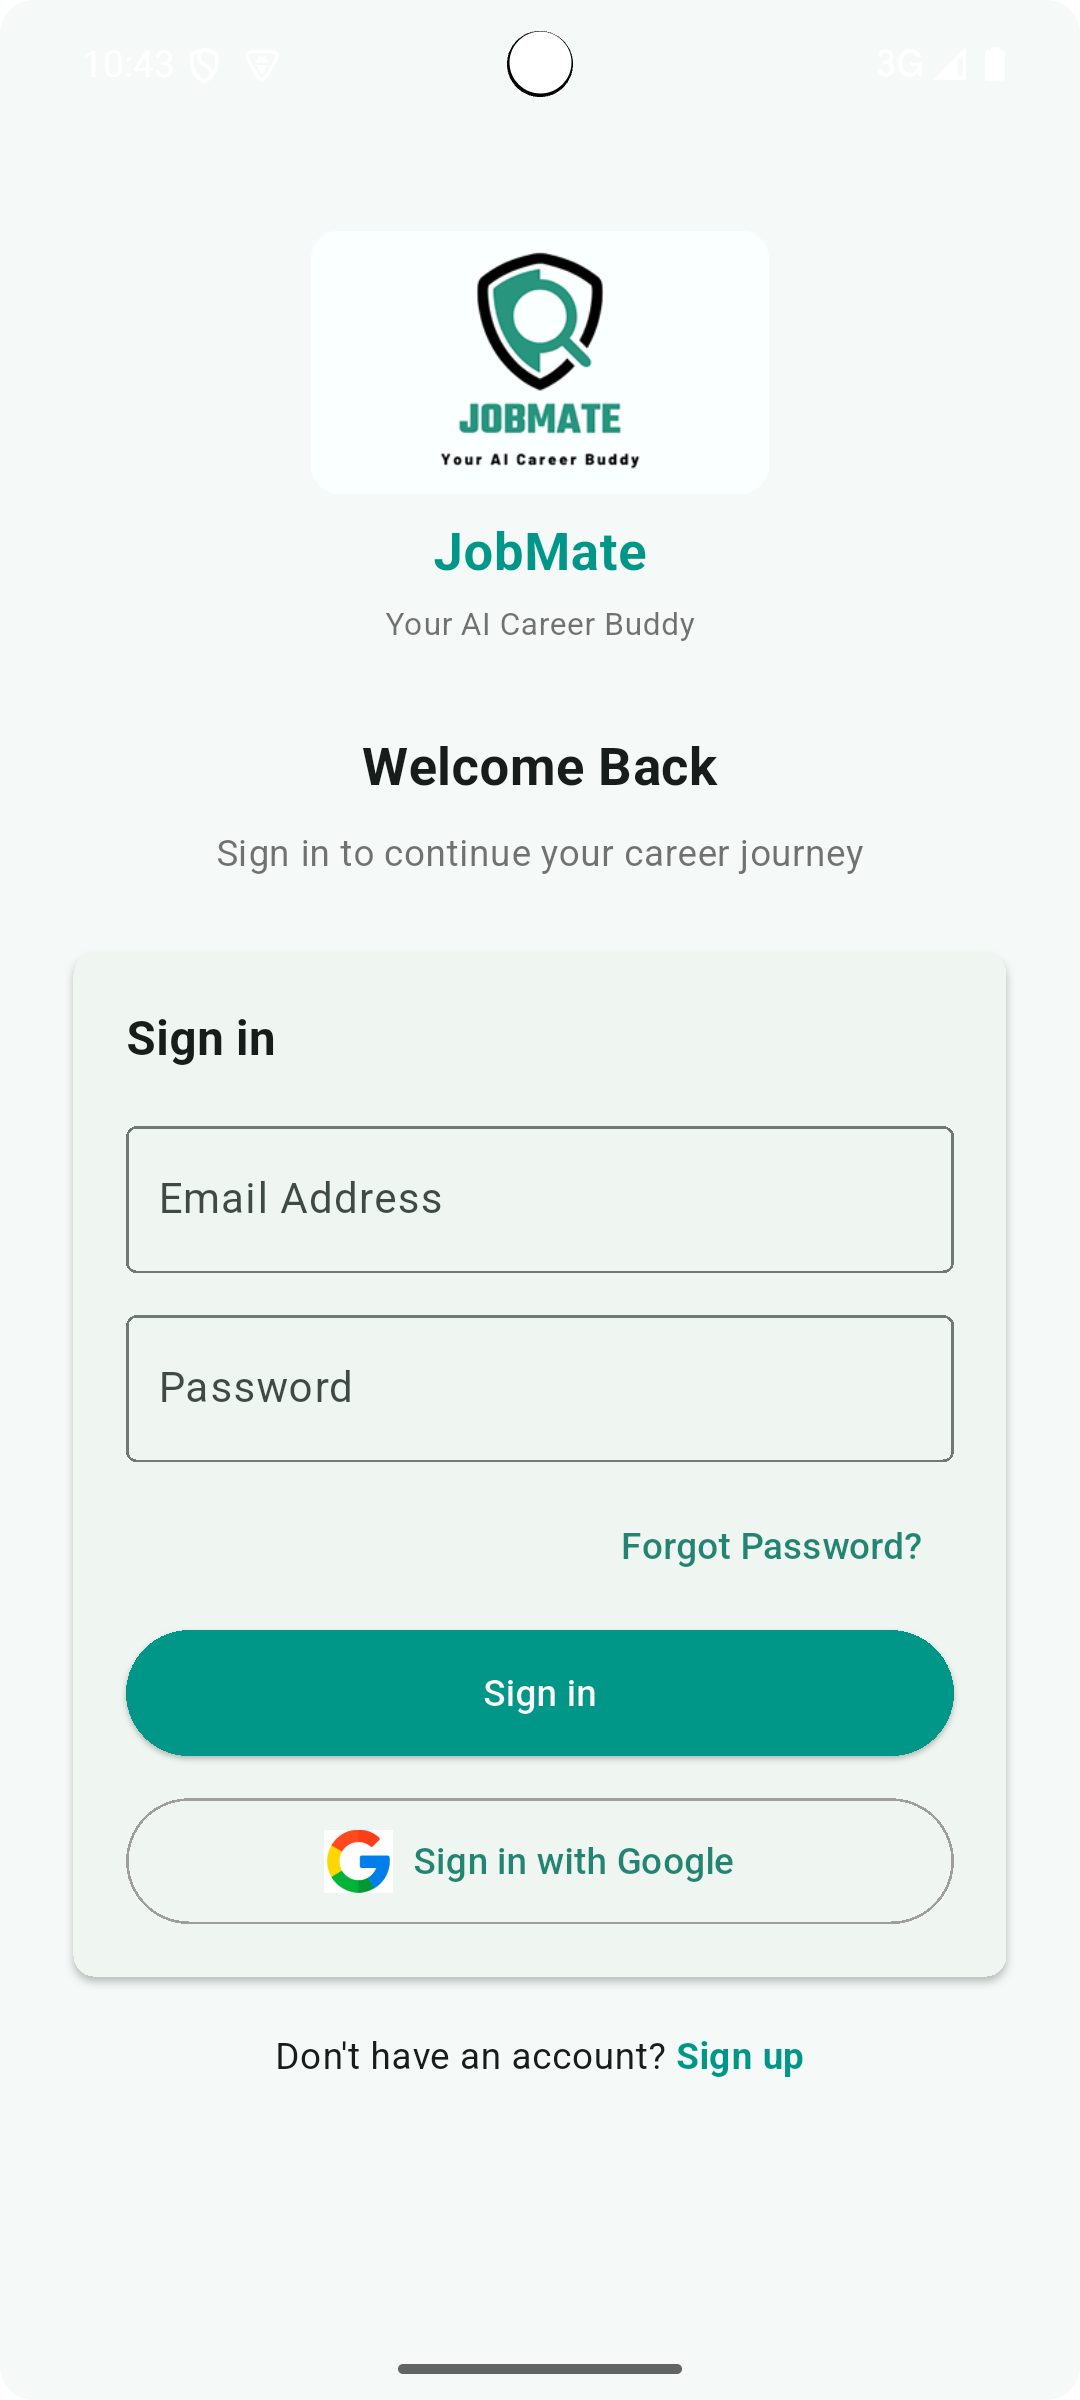 10:43 3G
JOBMATE
Your AI Career Buddy
JobMate
Your AI Career Buddy
Welcome Back
Sign in to continue your career journey
Sign in
Email Address
Password
Forgot Password?
Sign in
Sign in with Google
Don't have an account? Sign up